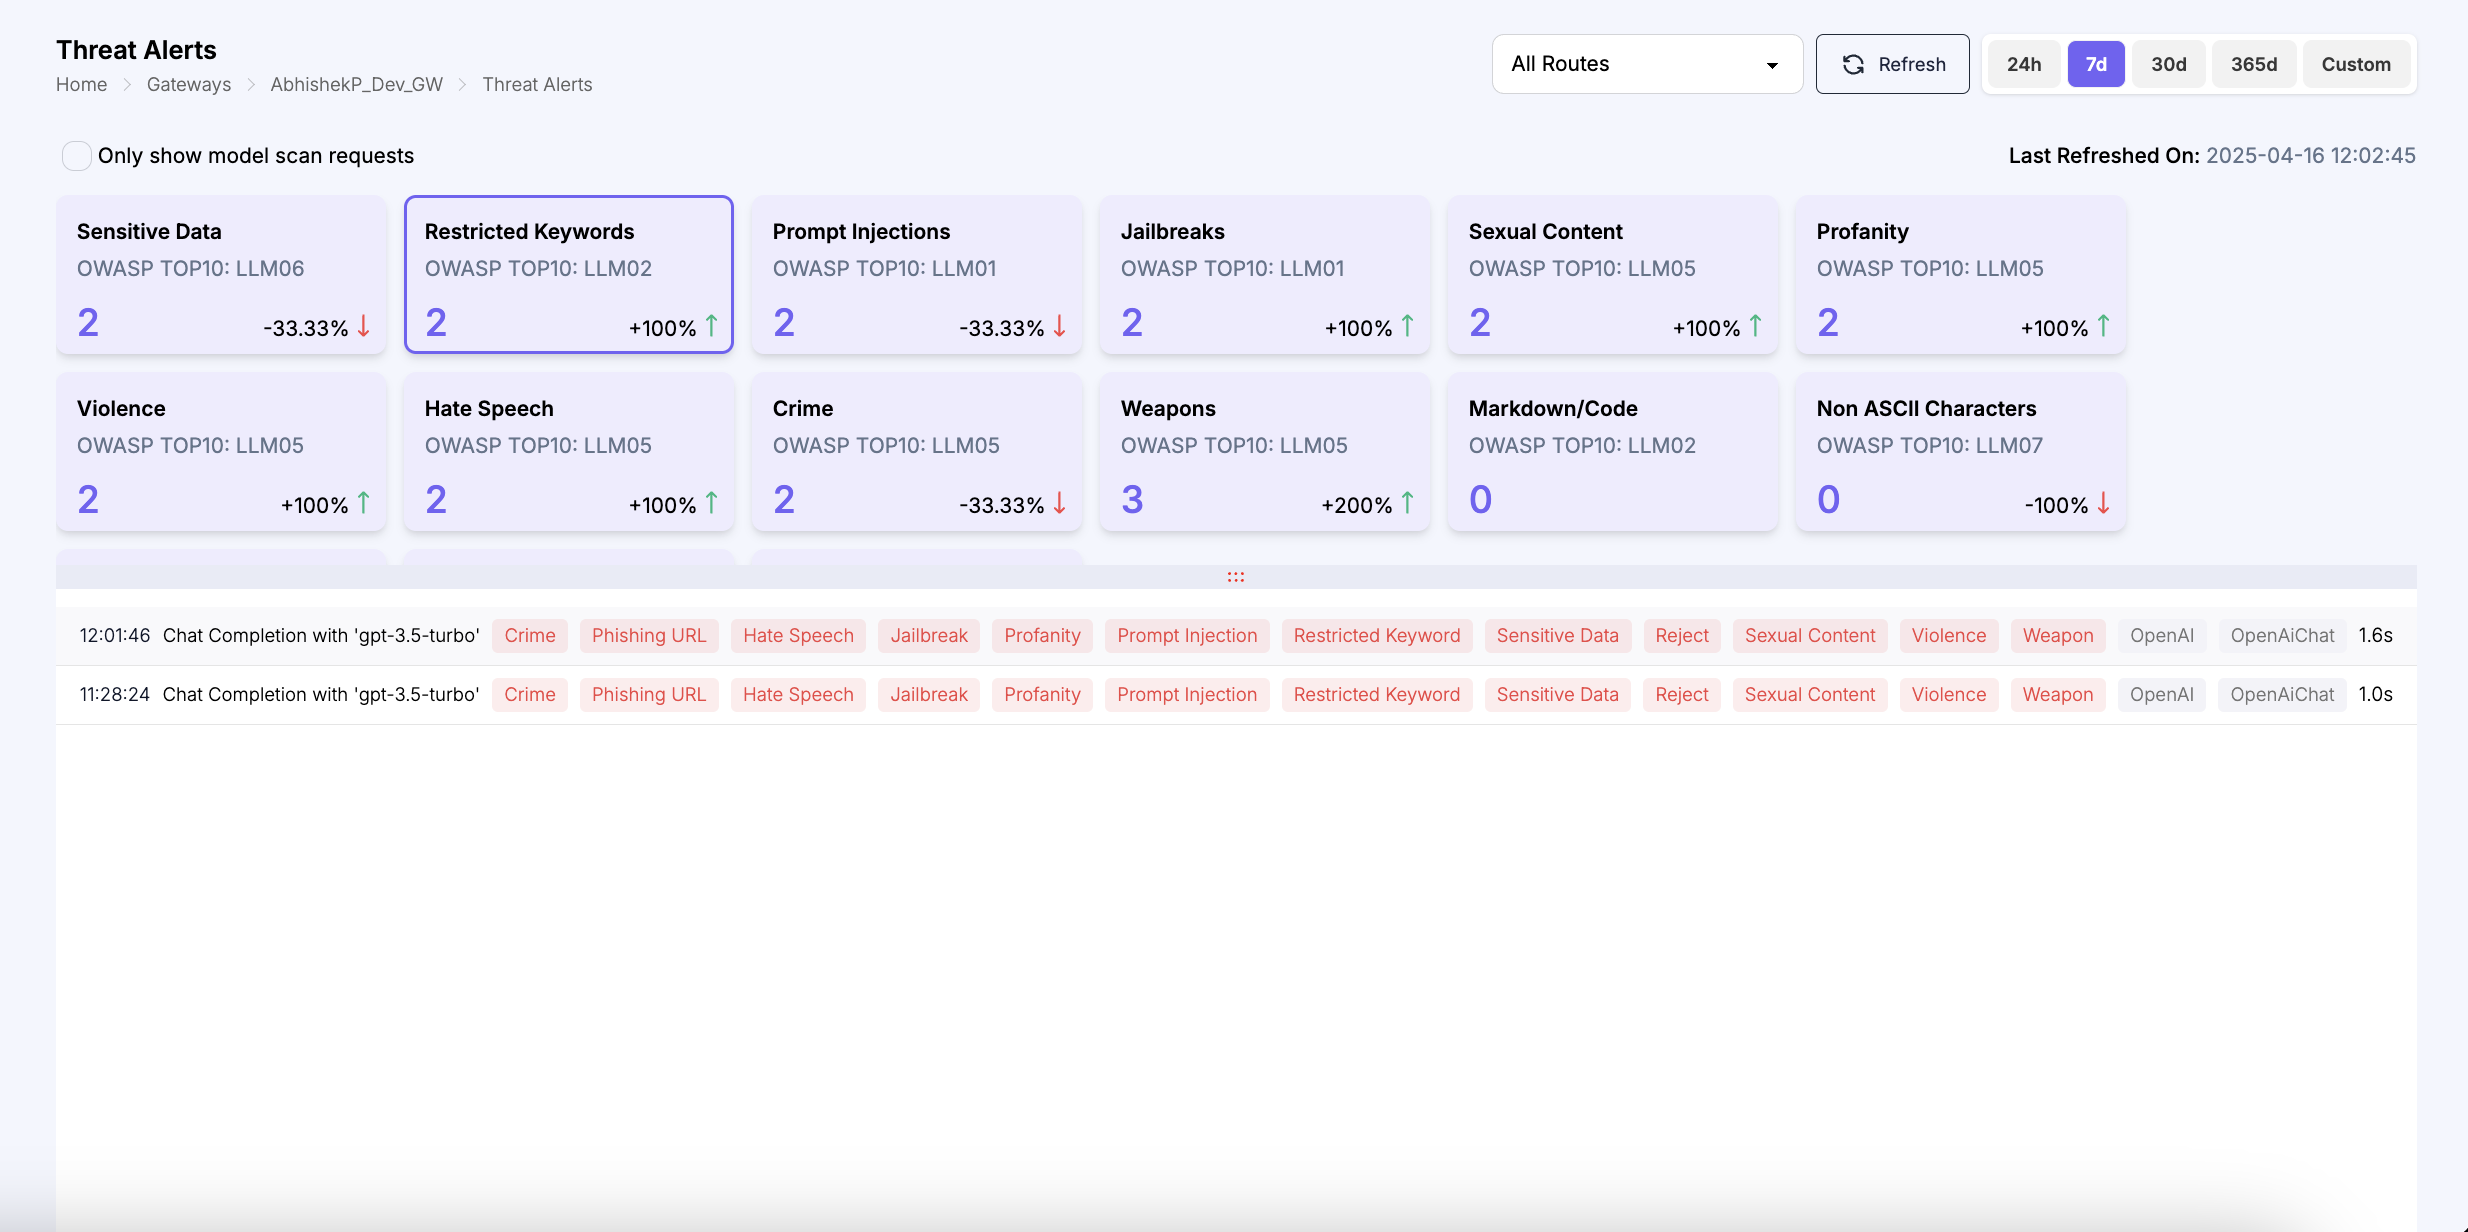 Threat Alerts
Home > Gateways > AbhishekP_Dev_GW > Threat Alerts
All Routes
Refresh
24h 7d 30d 365d Custom
Only show model scan requests
Last Refreshed On: 2025-04-16 12:02:45
Sensitive Data
OWASP TOP10: LLM06
2 -33.33% ↓
Restricted Keywords
OWASP TOP10: LLM02
2 +100% ↑
Prompt Injections
OWASP TOP10: LLM01
2 -33.33% ↓
Jailbreaks
OWASP TOP10: LLM01
2 +100% ↑
Sexual Content
OWASP TOP10: LLM05
2 +100% ↑
Profanity
OWASP TOP10: LLM05
2 +100% ↑
Violence
OWASP TOP10: LLM05
2 +100% ↑
Hate Speech
OWASP TOP10: LLM05
2 +100% ↑
Crime
OWASP TOP10: LLM05
2 -33.33% ↓
Weapons
OWASP TOP10: LLM05
3 +200% ↑
Markdown/Code
OWASP TOP10: LLM02
0
Non ASCII Characters
OWASP TOP10: LLM07
0 -100% ↓
12:01:46 Chat Completion with 'gpt-3.5-turbo' Crime Phishing URL Hate Speech Jailbreak Profanity Prompt Injection Restricted Keyword Sensitive Data Reject Sexual Content Violence Weapon OpenAI OpenAiChat 1.6s
11:28:24 Chat Completion with 'gpt-3.5-turbo' Crime Phishing URL Hate Speech Jailbreak Profanity Prompt Injection Restricted Keyword Sensitive Data Reject Sexual Content Violence Weapon OpenAI OpenAiChat 1.0s